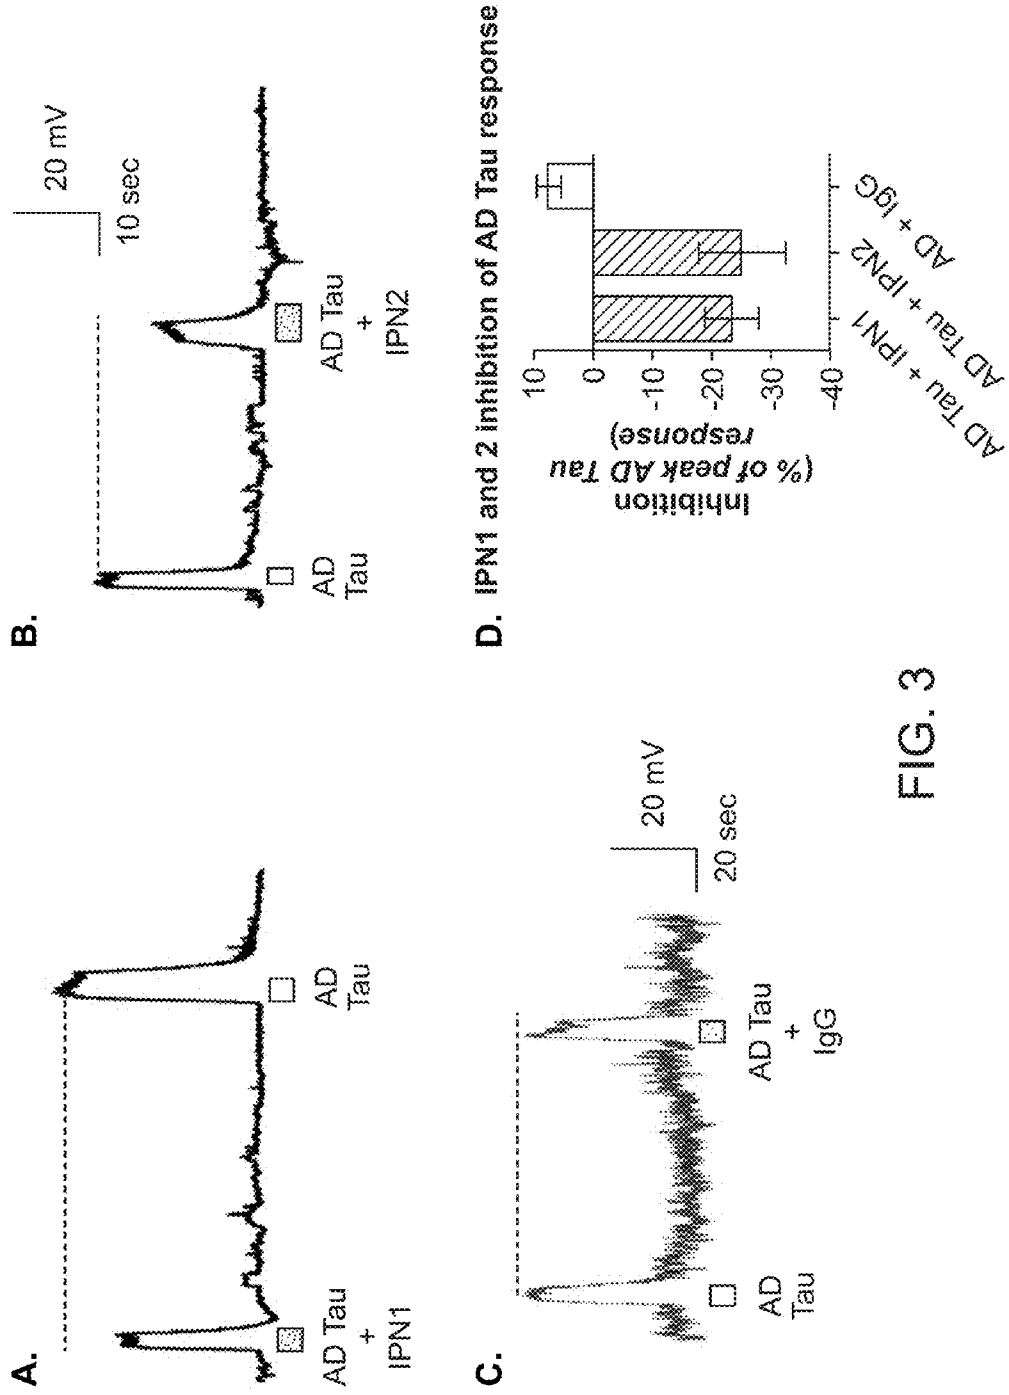 A.
AD Tau
+
IPN1
AD
Tau
B.
20 mV
10 sec
AD
Tau
AD Tau
+
IPN2
C.
20 mV
20 sec
AD
Tau
AD Tau
+
IgG
D. IPN1 and 2 inhibition of AD Tau response
Inhibition
(% of peak AD Tau
response)
10
0
-10
-20
-30
-40
AD Tau + IPN1
AD Tau + IPN2
AD + IgG
FIG. 3